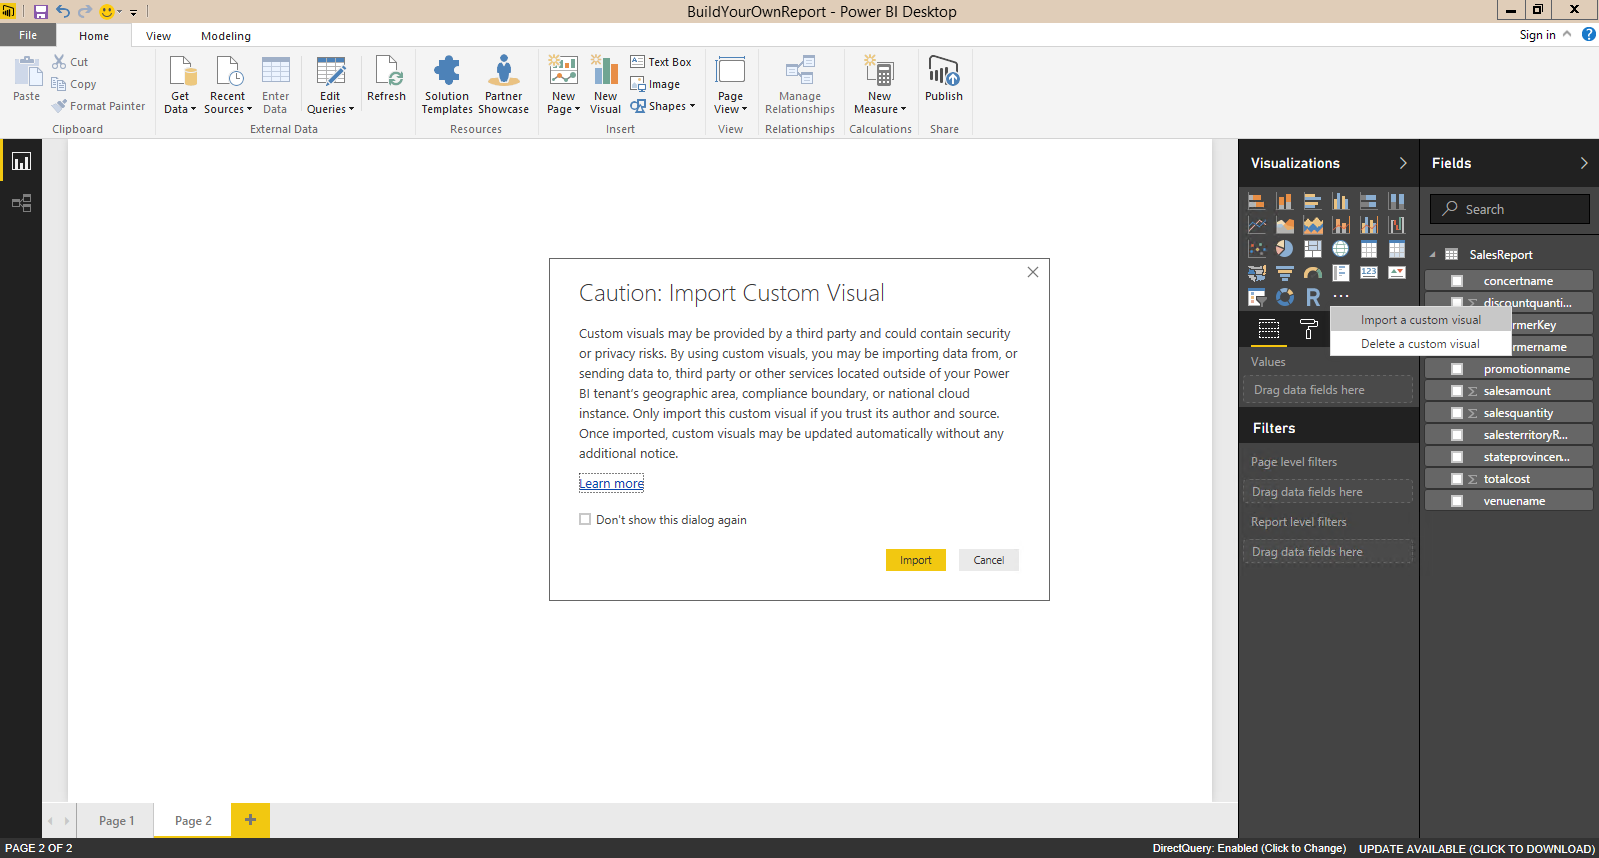 BuildYourOwnReport - Power BI Desktop
File
Home
View
Modeling
Sign in
Paste
Cut
Copy
Format Painter
Clipboard
Get Data
Recent Sources
Enter Data
External Data
Edit Queries
Refresh
Solution Templates
Partner Showcase
Resources
New Page
New Visual
Text Box
Image
Shapes
Insert
Page View
View
Manage Relationships
Relationships
New Measure
Calculations
Publish
Share
Caution: Import Custom Visual
Custom visuals may be provided by a third party and could contain security
or privacy risks. By using custom visuals, you may be importing data from, or
sending data to, third party or other services located outside of your Power
BI tenant's geographic area, compliance boundary, or national cloud
instance. Only import this custom visual if you trust its author and source.
Once imported, custom visuals may be updated automatically without any
additional notice.
Learn more
Don't show this dialog again
Import
Cancel
Visualizations
R
123
Import a custom visual
Delete a custom visual
Values
Drag data fields here
Filters
Page level filters
Drag data fields here
Report level filters
Drag data fields here
Fields
Search
SalesReport
concertname
Σ discountquanti...
rmerKey
rmername
promotionname
Σ salesamount
Σ salesquantity
salesterritoryR...
stateprovincen...
Σ totalcost
venuename
Page 1
Page 2
+
PAGE 2 OF 2
DirectQuery: Enabled (Click to Change)
UPDATE AVAILABLE (CLICK TO DOWNLOAD)